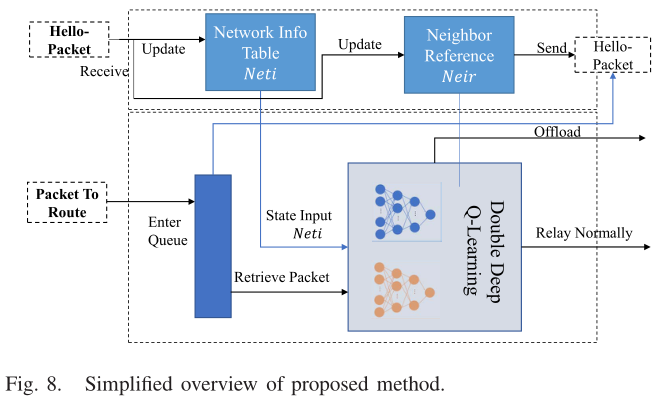 Hello-
Packet
Receive
Update
Network Info
Table
Neti
Update
Neighbor
Reference
Neir
Send
Hello-
Packet
Offload
Packet To
Route
Enter
Queue
State Input
Neti
Retrieve Packet
Double Deep
Q-Learning
Relay Normally
Fig. 8. Simplified overview of proposed method.